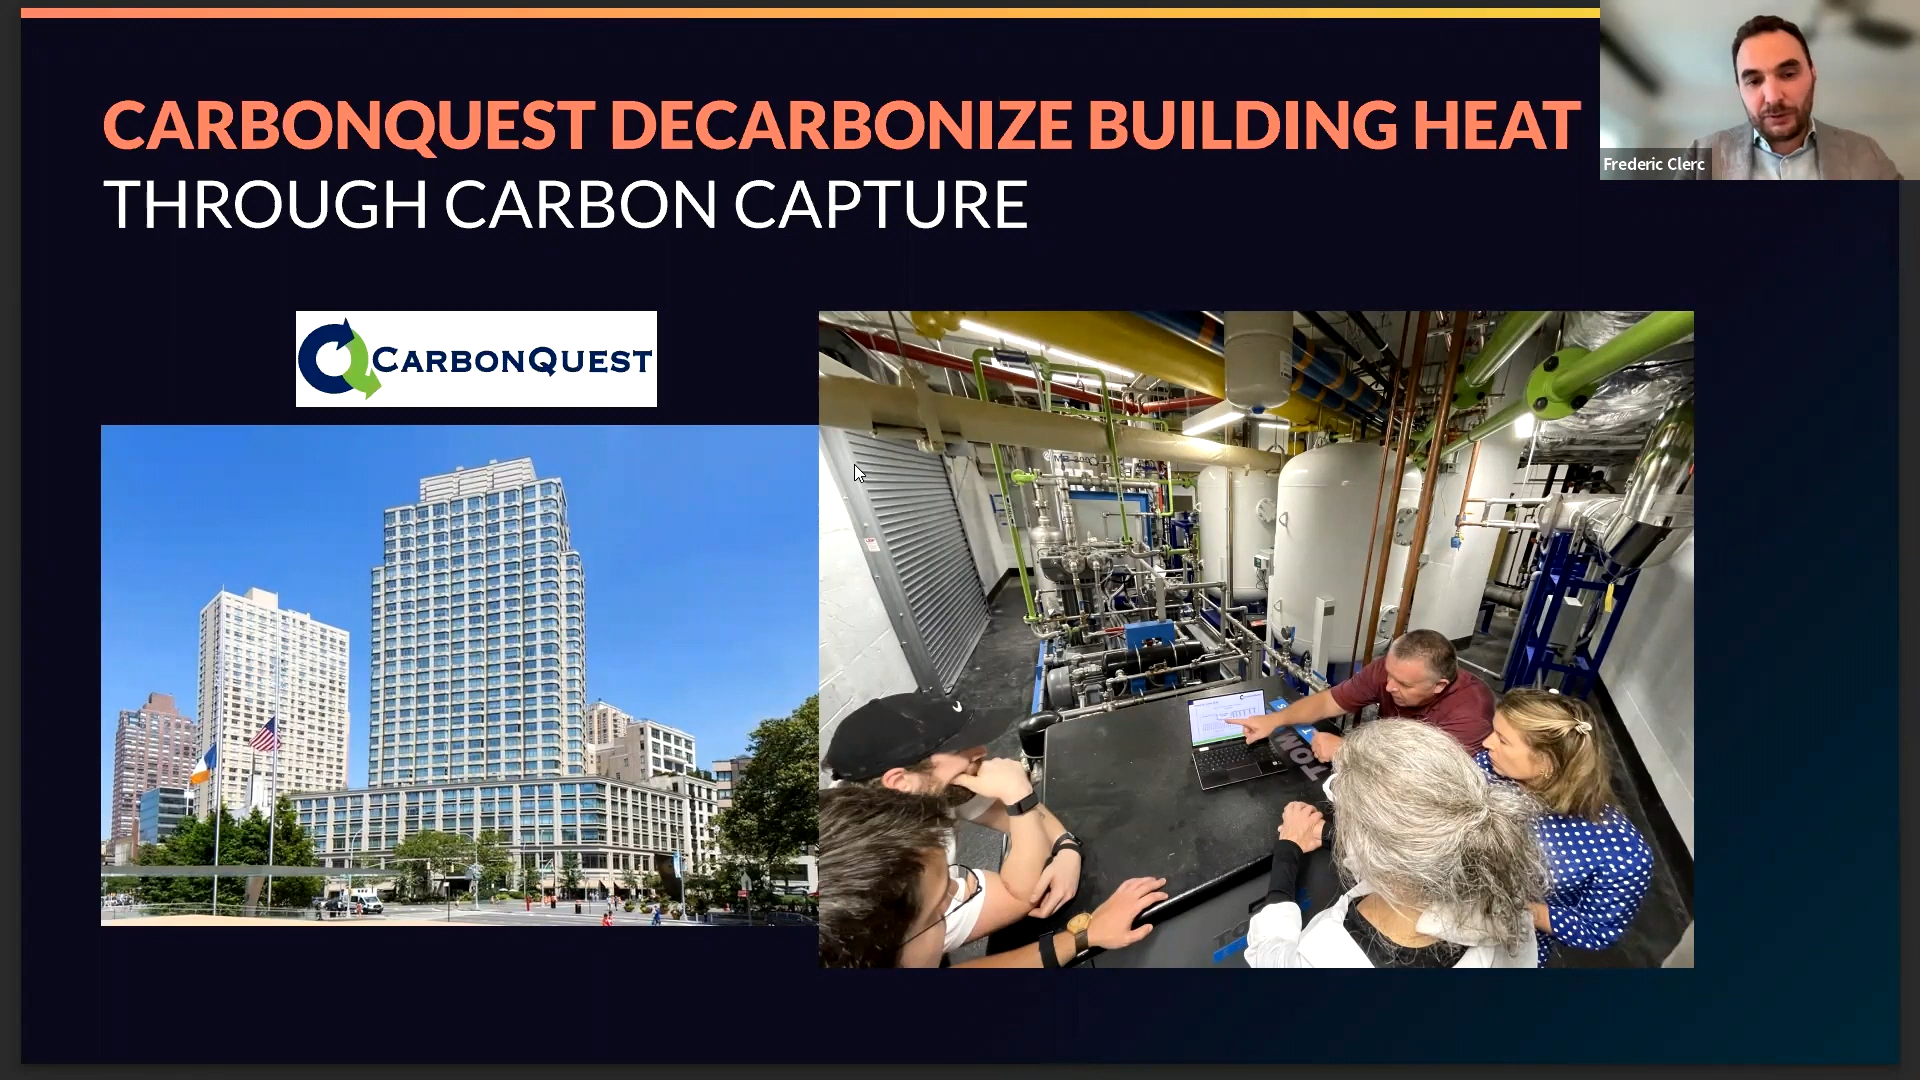 CARBONQUEST DECARBONIZE BUILDING HEAT
THROUGH CARBON CAPTURE
Frederic Clerc
CARBONQUEST